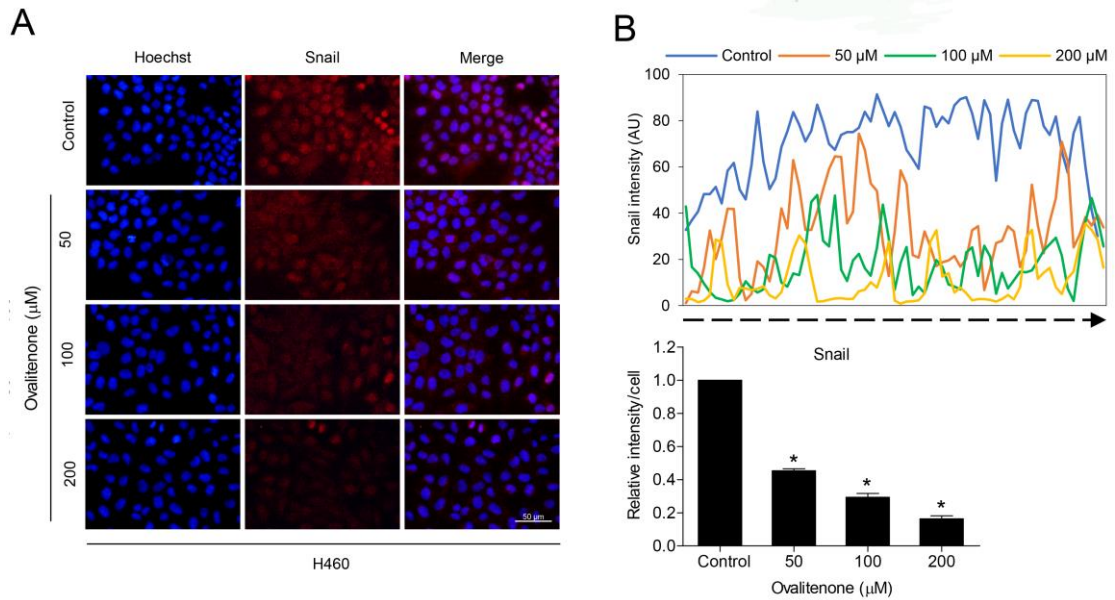 A
Hoechst Snail Merge
Control
50
100
200
Ovalitenone (μM)
50 μm
H460
B
Control 50 μM 100 μM 200 μM
100
80
60
40
20
0
Snail intensity (AU)
Snail
1.2
1.0
0.8
0.6
0.4
0.2
0.0
Relative intensity/cell
* * *
Control 50 100 200
Ovalitenone (μM)